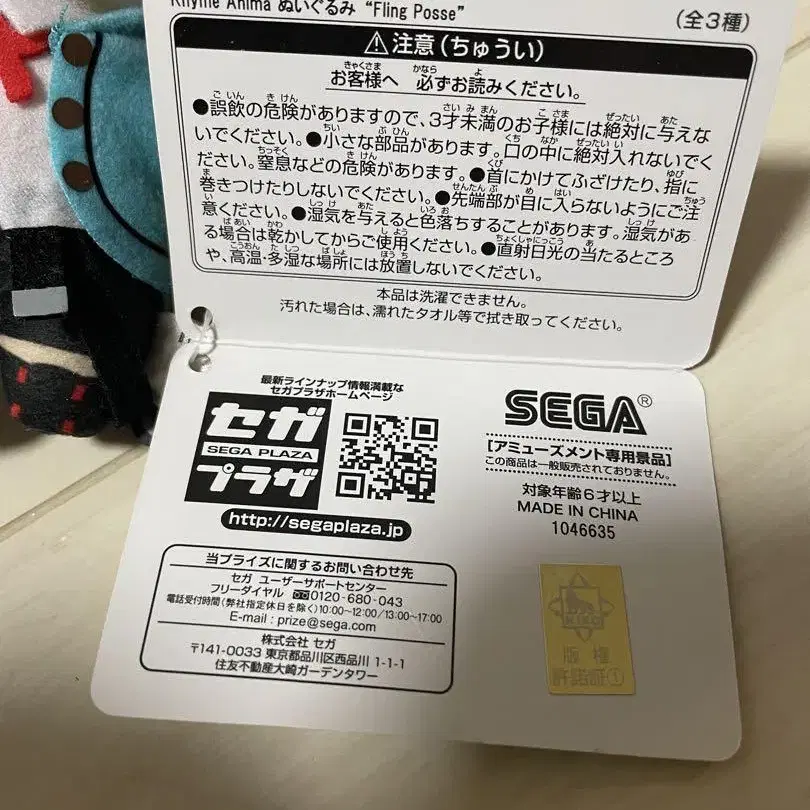 Rhyme Anima ぬいぐるみ “Fling Posse”
(全3種)
⚠注意(ちゅうい)
お客様へ 必ずお読みください。
●誤飲の危険がありますので、3才未満のお子様には絶対に与えな
いでください。●小さな部品があります。口の中に絶対入れないでく
ださい。窒息などの危険があります。●首にかけてふざけたり、指に
巻きつけたりしないでください。●先端部が目に入らないようにご注
意ください。●湿気を与えると色落ちすることがあります。湿気があ
る場合は乾かしてからご使用ください。●直射日光の当たるところ
や、高温・多湿な場所には放置しないでください。
本品は洗濯できません。
汚れた場合は、濡れたタオル等で拭き取ってください。
最新ラインナップ情報満載な
セガプラザホームページ
セガ
SEGA PLAZA
プラザ
http://segaplaza.jp
当プライズに関するお問い合わせ先
セガ ユーザーサポートセンター
フリーダイヤル 0120-680-043
電話受付時間(弊社指定休日を除く)10:00~12:00/13:00~17:00
E-mail : prize@sega.com
株式会社 セガ
〒141-0033 東京都品川区西品川 1-1-1
住友不動産大崎ガーデンタワー
SEGA®
[アミューズメント専用景品]
この商品は一般販売されておりません。
対象年齢6才以上
MADE IN CHINA
1046635
KING
版権
許諾証①